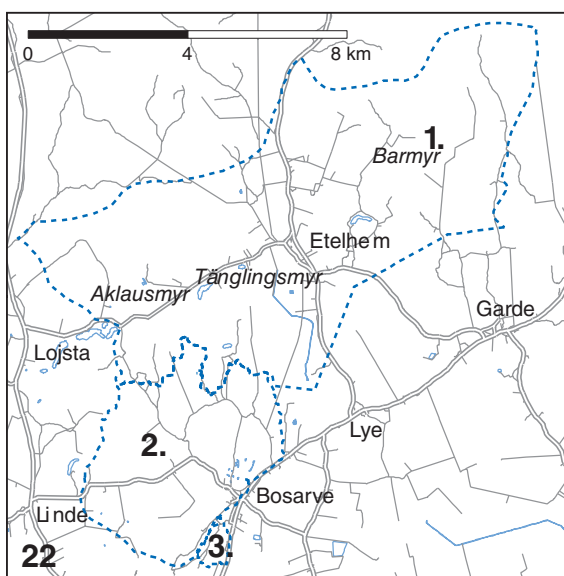 0 4 8 km
1.
Barmyr
Etelhem
Tänglingsmyr
Aklausmyr
Garde
Lojsta
Lye
2.
Bosarve
Linde
3.
22